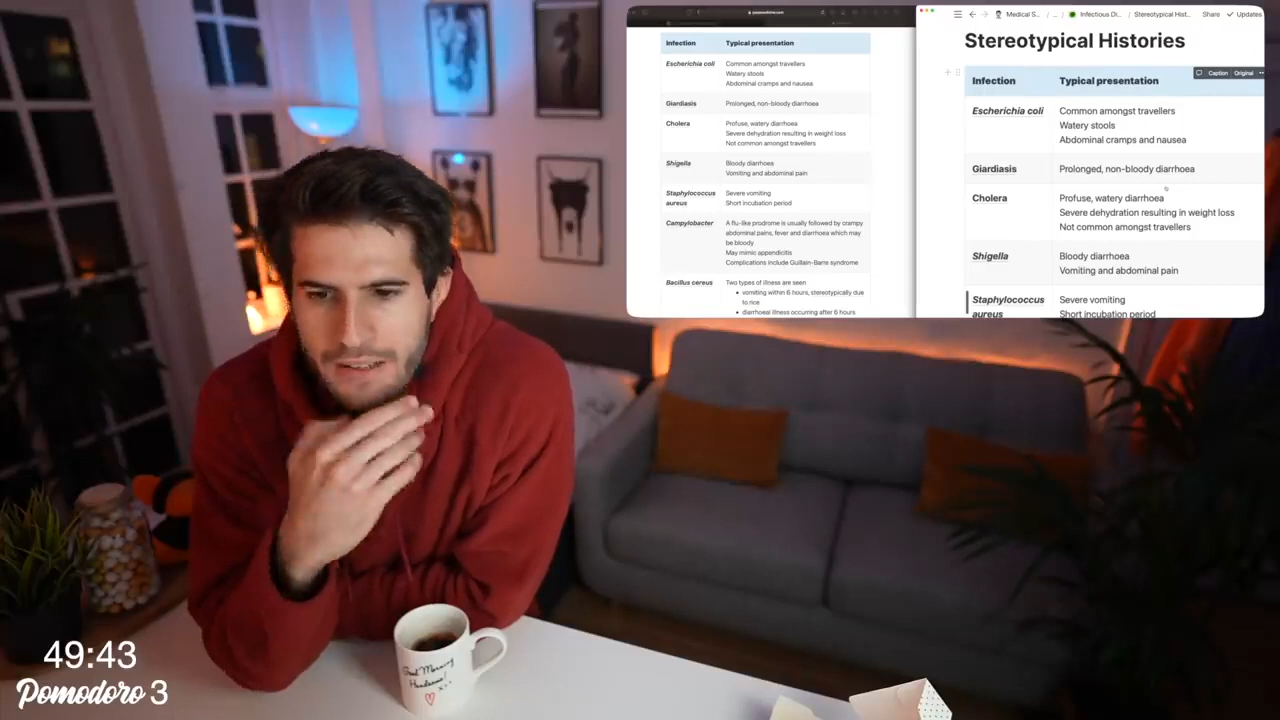 Infection Typical presentation
Escherichia coli Common amongst travellers
Watery stools
Abdominal cramps and nausea
Giardiasis Prolonged, non-bloody diarrhoea
Cholera Profuse, watery diarrhoea
Severe dehydration resulting in weight loss
Not common amongst travellers
Shigella Bloody diarrhoea
Vomiting and abdominal pain
Staphylococcus Severe vomiting
aureus Short incubation period
Campylobacter A flu-like prodrome is usually followed by crampy
abdominal pains, fever and diarrhoea which may
be bloody
May mimic appendicitis
Complications include Guillain-Barre syndrome
Bacillus cereus Two types of illness are seen
• vomiting within 6 hours, stereotypically due
to rice
• diarrhoeal illness occurring after 6 hours
Medical S... / ... / Infectious Di... / Stereotypical Hist... Share Updates
Stereotypical Histories
Caption Original
Infection Typical presentation
Escherichia coli Common amongst travellers
Watery stools
Abdominal cramps and nausea
Giardiasis Prolonged, non-bloody diarrhoea
Cholera Profuse, watery diarrhoea
Severe dehydration resulting in weight loss
Not common amongst travellers
Shigella Bloody diarrhoea
Vomiting and abdominal pain
Staphylococcus Severe vomiting
aureus Short incubation period
Good Morning
Handsome!
49:43
Pomodoro 3